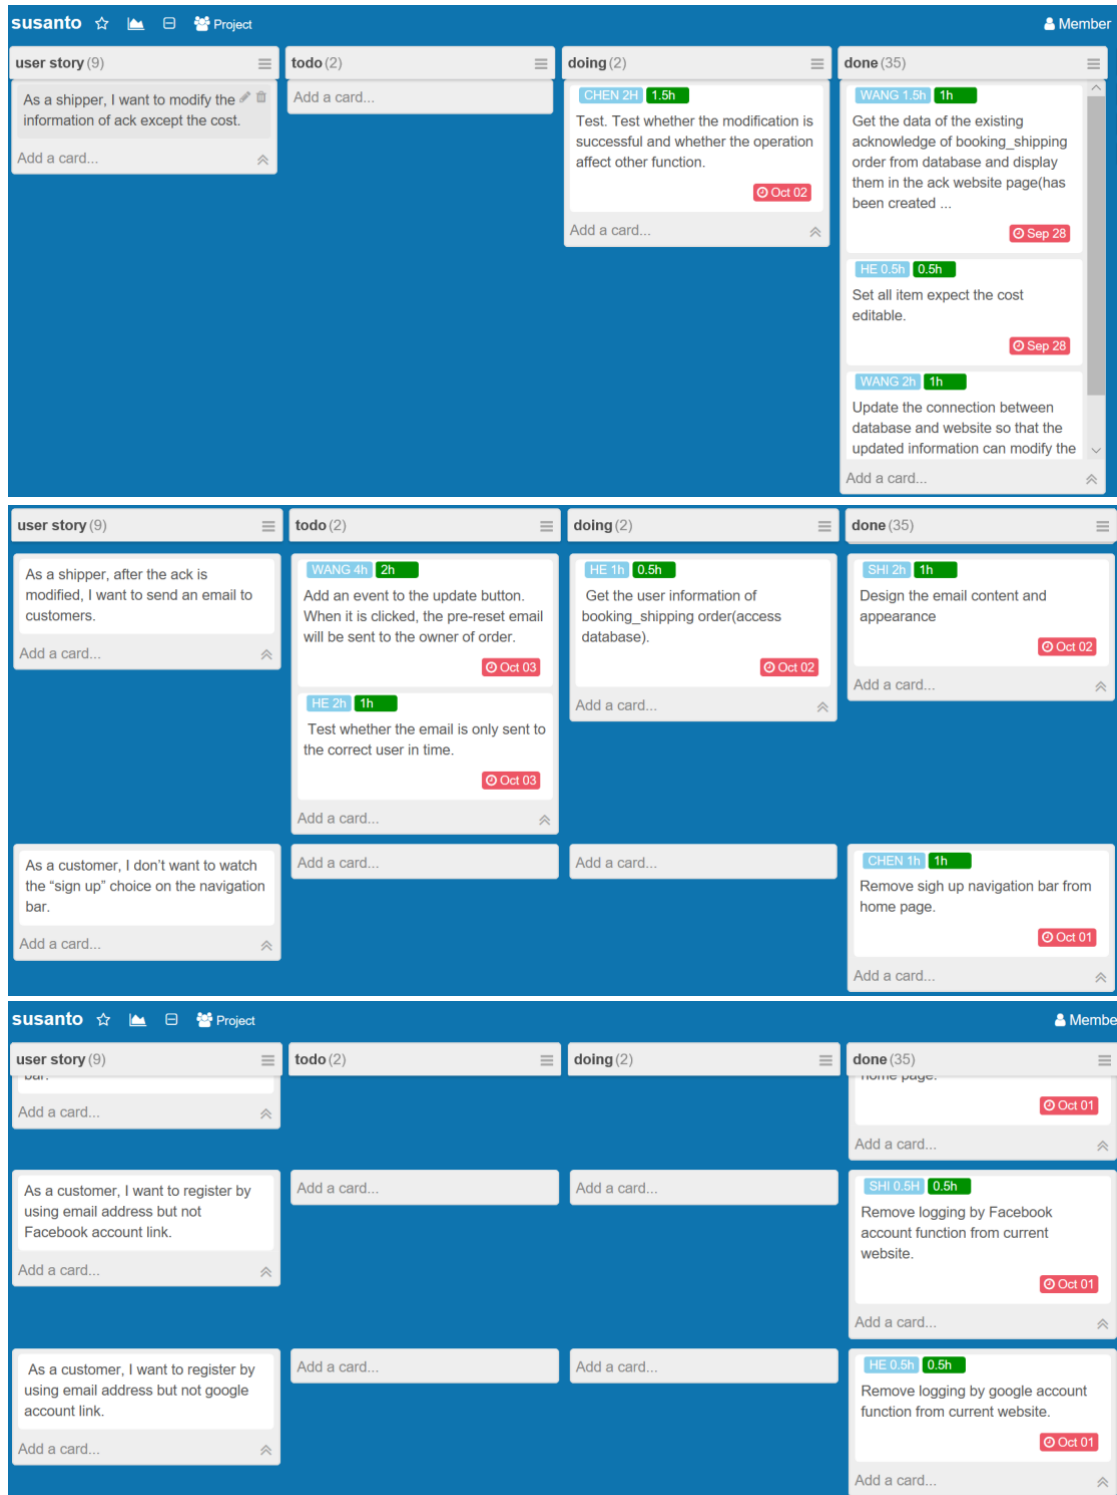 susanto Project Member
user story (9)
todo (2)
doing (2)
done (35)
As a shipper, I want to modify the
information of ack except the cost.
Add a card...
Add a card...
CHEN 2H 1.5h
Test. Test whether the modification is
successful and whether the operation
affect other function.
Oct 02
Add a card...
WANG 1.5h 1h
Get the data of the existing
acknowledge of booking_shipping
order from database and display
them in the ack website page(has
been created ...
Sep 28
HE 0.5h 0.5h
Set all item expect the cost
editable.
Sep 28
WANG 2h 1h
Update the connection between
database and website so that the
updated information can modify the
Add a card...
user story (9)
todo (2)
doing (2)
done (35)
As a shipper, after the ack is
modified, I want to send an email to
customers.
Add a card...
WANG 4h 2h
Add an event to the update button.
When it is clicked, the pre-reset email
will be sent to the owner of order.
Oct 03
HE 2h 1h
Test whether the email is only sent to
the correct user in time.
Oct 03
Add a card...
HE 1h 0.5h
Get the user information of
booking_shipping order(access
database).
Oct 02
Add a card...
SHI 2h 1h
Design the email content and
appearance
Oct 02
Add a card...
As a customer, I don't want to watch
the “sign up” choice on the navigation
bar.
Add a card...
Add a card...
Add a card...
CHEN 1h 1h
Remove sigh up navigation bar from
home page.
Oct 01
Add a card...
susanto Project Membe
user story (9)
todo (2)
doing (2)
done (35)
bar.
Add a card...
home page.
Oct 01
Add a card...
As a customer, I want to register by
using email address but not
Facebook account link.
Add a card...
Add a card...
Add a card...
SHI 0.5H 0.5h
Remove logging by Facebook
account function from current
website.
Oct 01
Add a card...
As a customer, I want to register by
using email address but not google
account link.
Add a card...
Add a card...
Add a card...
HE 0.5h 0.5h
Remove logging by google account
function from current website.
Oct 01
Add a card...